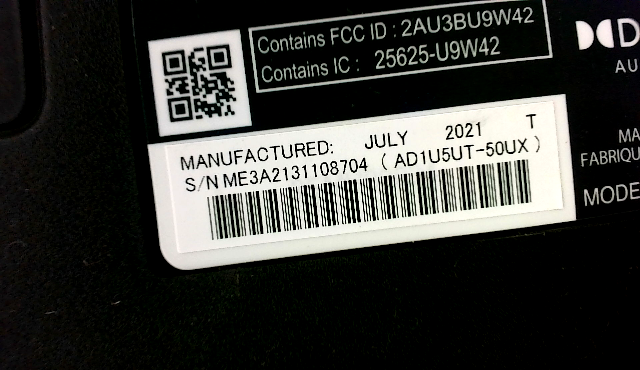 Contains FCC ID : 2AU3BU9W42
Contains IC : 25625-U9W42
D
AU
MANUFACTURED: JULY 2021 T
S/N ME3A2131108704 ( AD1U5UT-50UX )
MA
FABRIQU
MODE